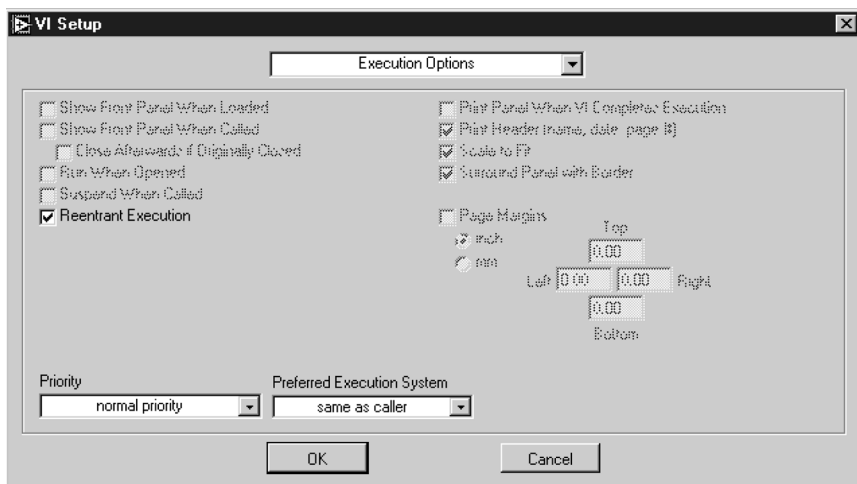 VI Setup
Execution Options
Show Front Panel When Loaded
Show Front Panel When Called
Close Afterwards if Originally Closed
Run When Opened
Suspend When Called
Reentrant Execution
Print Panel When VI Completes Execution
Print Header (name, date, page #)
Scale to Fit
Surround Panel with Border
Page Margins
inch
mm
Top
0.00
Left 0.00 0.00 Right
0.00
Bottom
Priority
normal priority
Preferred Execution System
same as caller
OK
Cancel